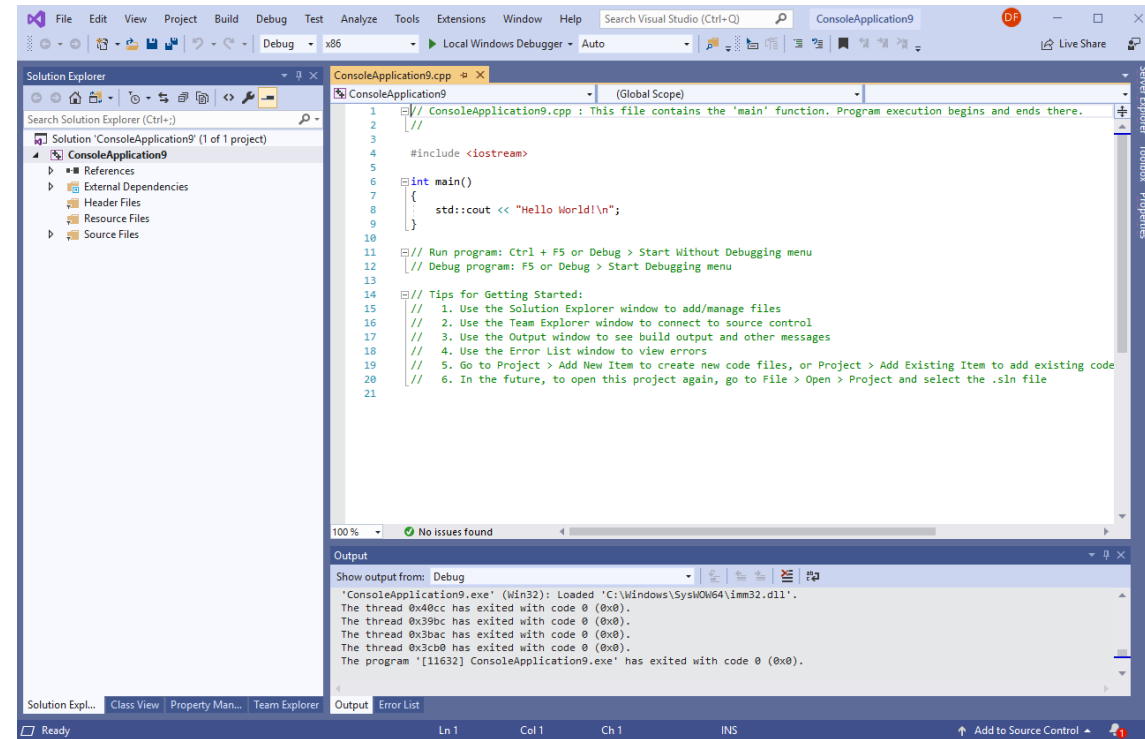 File Edit View Project Build Debug Test Analyze Tools Extensions Window Help Search Visual Studio (Ctrl+Q) ConsoleApplication9 DF
Debug x86 Local Windows Debugger Auto Live Share
Solution Explorer
Search Solution Explorer (Ctrl+;)
Solution 'ConsoleApplication9' (1 of 1 project)
ConsoleApplication9
References
External Dependencies
Header Files
Resource Files
Source Files
Solution Expl... Class View Property Man... Team Explorer
ConsoleApplication9.cpp
ConsoleApplication9 (Global Scope)
1 // ConsoleApplication9.cpp : This file contains the 'main' function. Program execution begins and ends there.
2 //
3
4 #include <iostream>
5
6 int main()
7 {
8 std::cout << "Hello World!\n";
9 }
10
11 // Run program: Ctrl + F5 or Debug > Start Without Debugging menu
12 // Debug program: F5 or Debug > Start Debugging menu
13
14 // Tips for Getting Started:
15 // 1. Use the Solution Explorer window to add/manage files
16 // 2. Use the Team Explorer window to connect to source control
17 // 3. Use the Output window to see build output and other messages
18 // 4. Use the Error List window to view errors
19 // 5. Go to Project > Add New Item to create new code files, or Project > Add Existing Item to add existing code
20 // 6. In the future, to open this project again, go to File > Open > Project and select the .sln file
21
100 % No issues found
Output
Show output from: Debug
'ConsoleApplication9.exe' (Win32): Loaded 'C:\Windows\SysWOW64\imm32.dll'.
The thread 0x40cc has exited with code 0 (0x0).
The thread 0x39bc has exited with code 0 (0x0).
The thread 0x3bac has exited with code 0 (0x0).
The thread 0x3cb0 has exited with code 0 (0x0).
The program '[11632] ConsoleApplication9.exe' has exited with code 0 (0x0).
Output Error List
Server Explorer
Toolbox
Properties
Ready Ln 1 Col 1 Ch 1 INS Add to Source Control 1